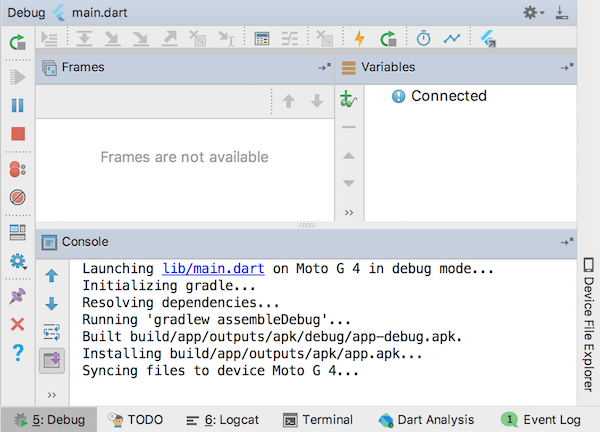 Debug main.dart
Frames
Variables
Connected
Frames are not available
Console
Launching lib/main.dart on Moto G 4 in debug mode...
Initializing gradle...
Resolving dependencies...
Running 'gradlew assembleDebug'...
Built build/app/outputs/apk/debug/app-debug.apk.
Installing build/app/outputs/apk/app.apk...
Syncing files to device Moto G 4...
Device File Explorer
5: Debug
TODO
6: Logcat
Terminal
Dart Analysis
1 Event Log